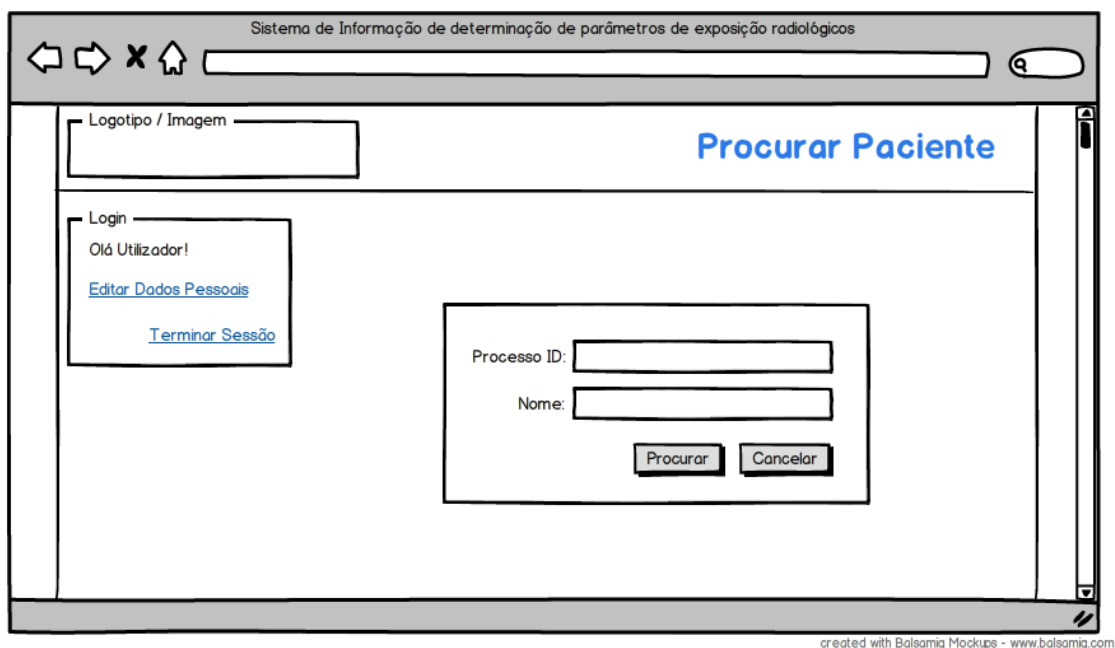 Sistema de Informação de determinação de parâmetros de exposição radiológicos
Logotipo / Imagem
Procurar Paciente
Login
Olá Utilizador!
Editar Dados Pessoais
Terminar Sessão
Processo ID:
Nome:
Procurar Cancelar
created with Balsamiq Mockups - www.balsamiq.com